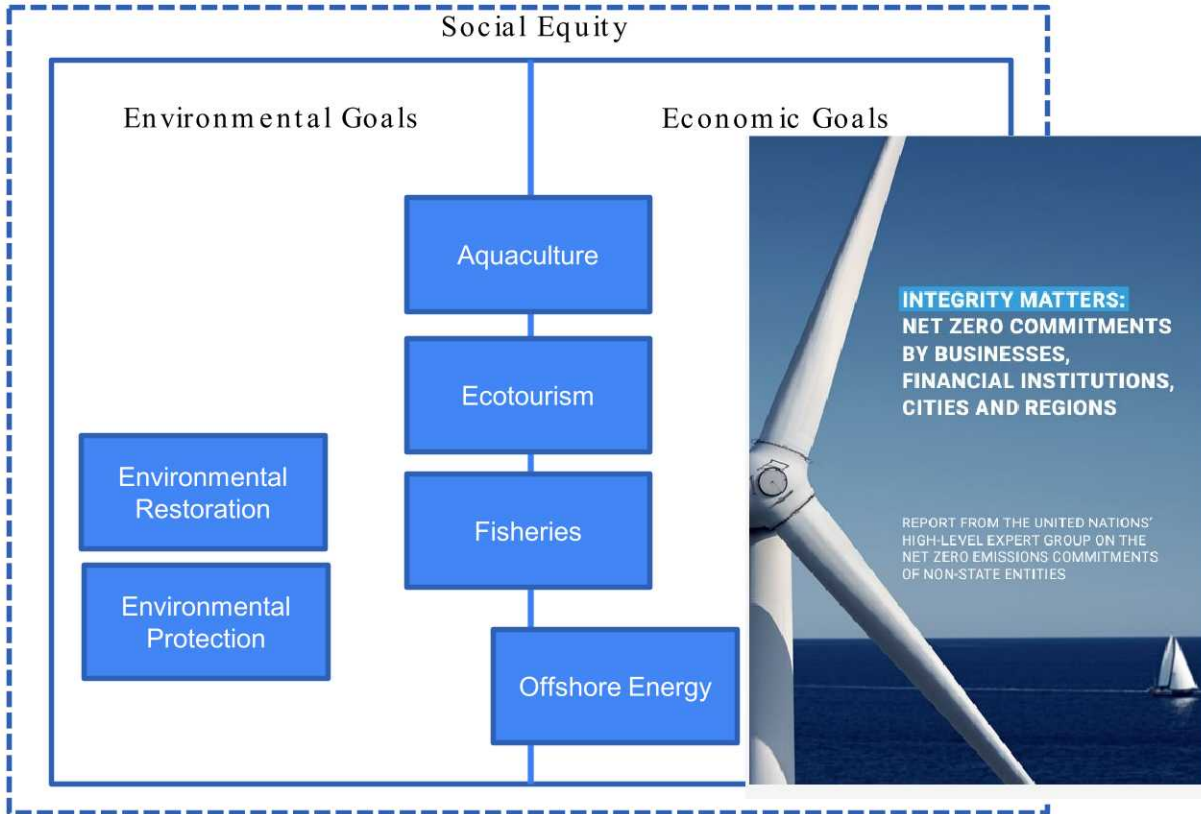 Social Equity
Environmental Goals
Economic Goals
Aquaculture
Ecotourism
Environmental
Restoration
Fisheries
Environmental
Protection
Offshore Energy
INTEGRITY MATTERS:
NET ZERO COMMITMENTS
BY BUSINESSES,
FINANCIAL INSTITUTIONS,
CITIES AND REGIONS
REPORT FROM THE UNITED NATIONS’
HIGH-LEVEL EXPERT GROUP ON THE
NET ZERO EMISSIONS COMMITMENTS
OF NON-STATE ENTITIES